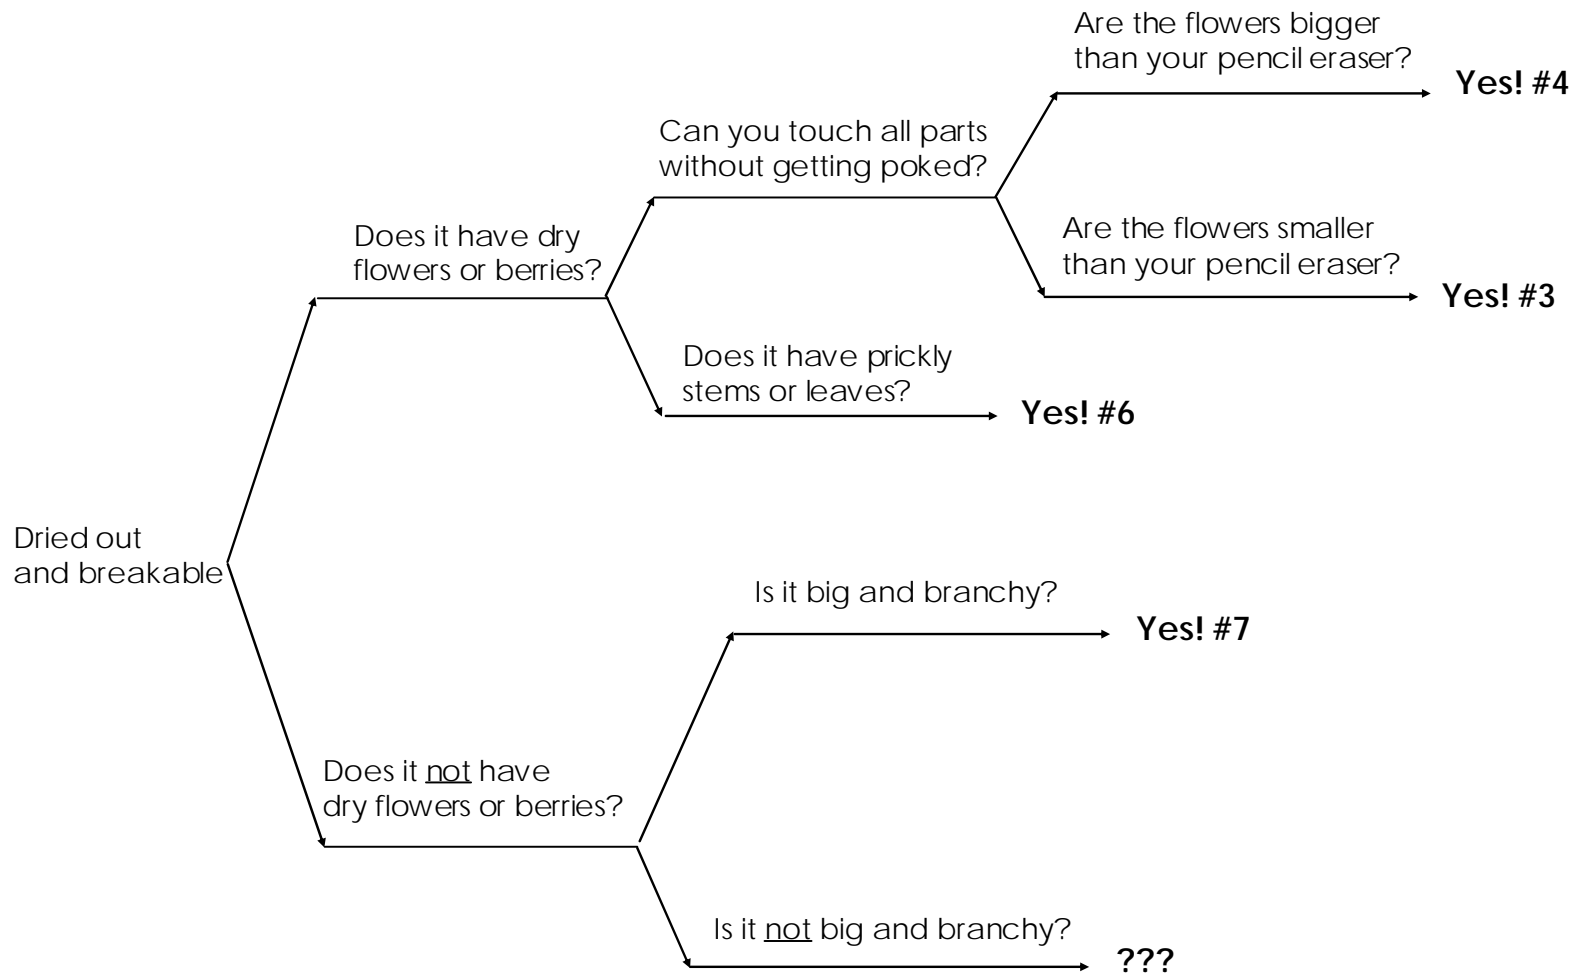 Are the flowers bigger
than your pencil eraser?
Yes! #4
Can you touch all parts
without getting poked?
Does it have dry
flowers or berries?
Are the flowers smaller
than your pencil eraser?
Yes! #3
Does it have prickly
stems or leaves?
Yes! #6
Dried out
and breakable
Is it big and branchy?
Yes! #7
Does it not have
dry flowers or berries?
Is it not big and branchy?
???